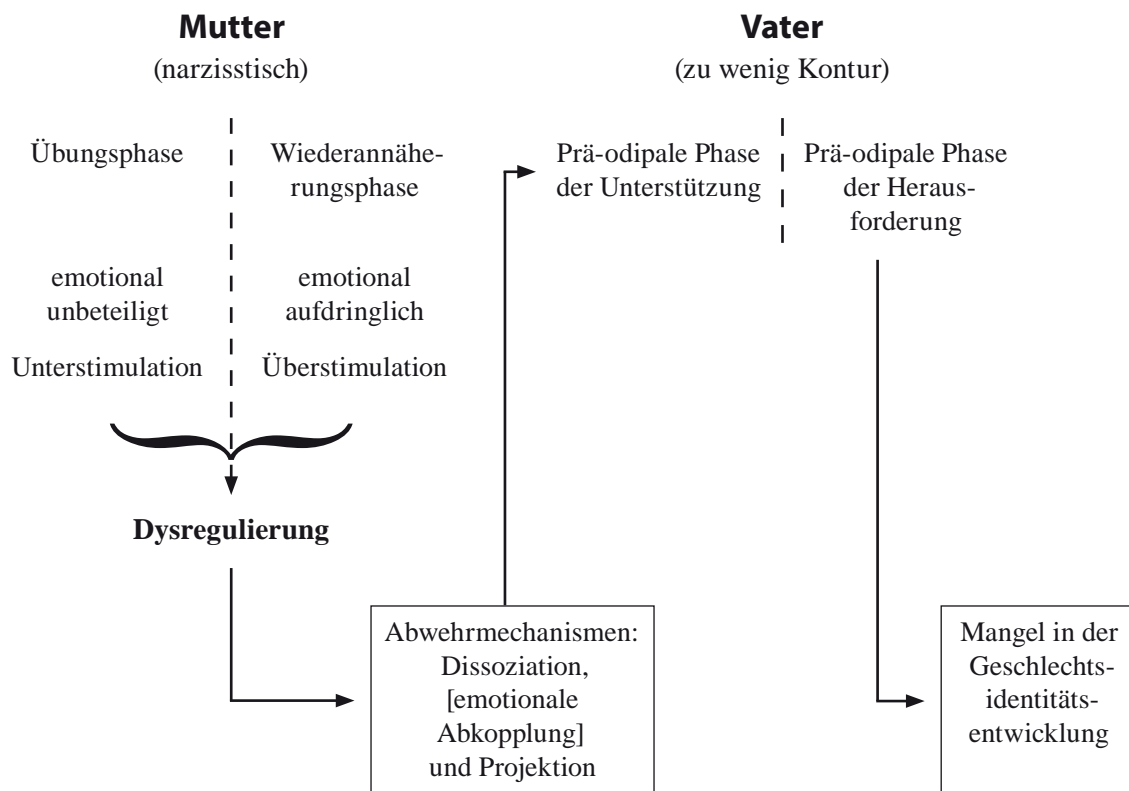 Mutter
(narzisstisch)
Übungsphase
Wiederannähe-
rungsphase
emotional
unbeteiligt
emotional
aufdringlich
Unterstimulation
Überstimulation
Dysregulierung
Abwehrmechanismen:
Dissoziation,
[emotionale
Abkopplung]
und Projektion
Vater
(zu wenig Kontur)
Prä-odipale Phase
der Unterstützung
Prä-odipale Phase
der Heraus-
forderung
Mangel in der
Geschlechts-
identitäts-
entwicklung